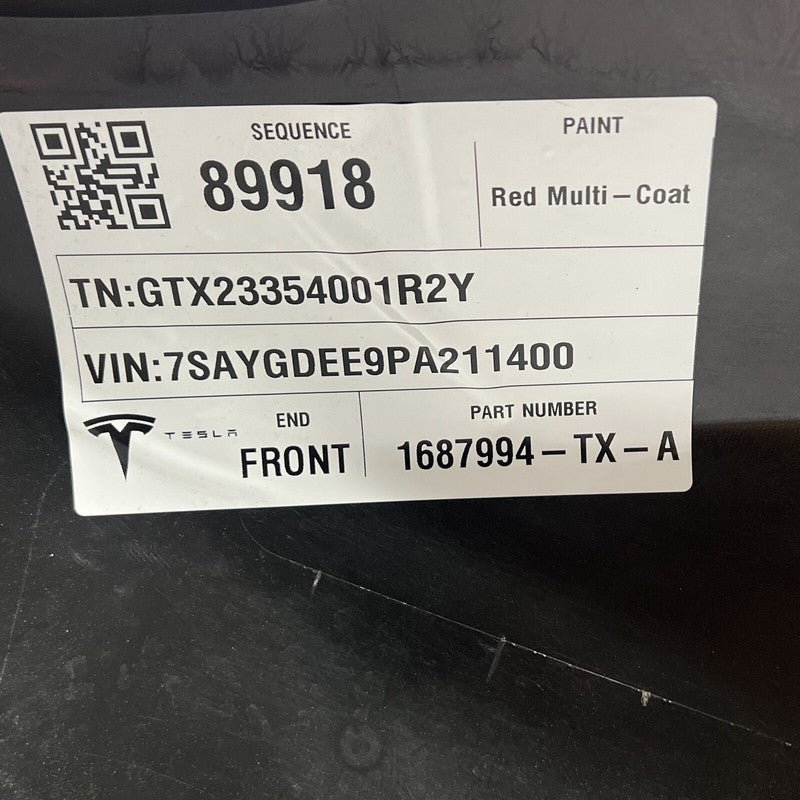 SEQUENCE
89918
PAINT
Red Multi-Coat
TN:GTX23354001R2Y
VIN:7SAYGDEE9PA211400
TESLA
END
FRONT
PART NUMBER
1687994-TX-A